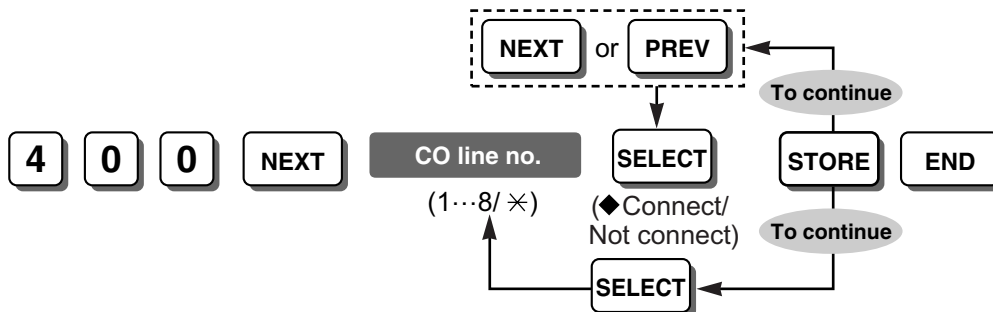 NEXT or PREV
To continue
4 0 0 NEXT CO line no. SELECT STORE END
(1···8/ ✳)
(◆Connect/
Not connect)
To continue
SELECT